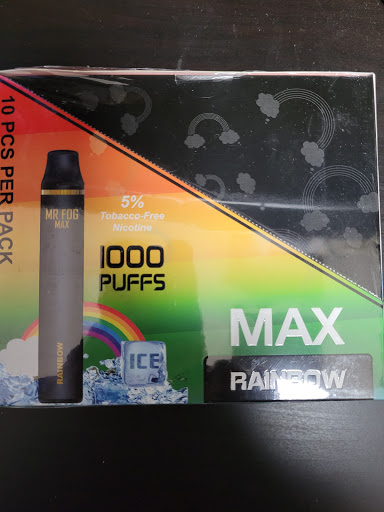 10 PCS PER PACK
MR FOG
MAX
RAINBOW
5%
Tobacco-Free
Nicotine
1000
PUFFS
ICE
MAX
RAINBOW